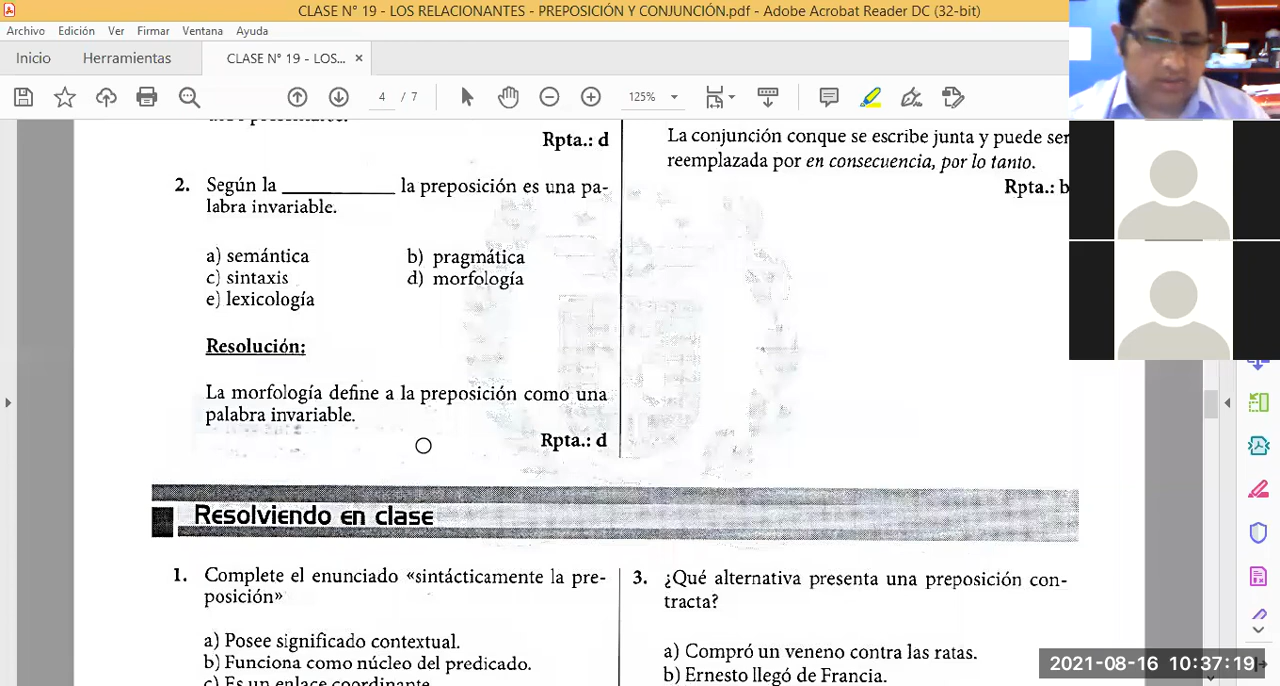 CLASE N° 19 - LOS RELACIONANTES - PREPOSICIÓN Y CONJUNCIÓN.pdf - Adobe Acrobat Reader DC (32-bit)
Archivo Edición Ver Firmar Ventana Ayuda
Inicio Herramientas CLASE N° 19 - LOS... ×
4 / 7 125%
Rpta.: d
2. Según la __________ la preposición es una pa-
labra invariable.
a) semántica b) pragmática
c) sintaxis d) morfología
e) lexicología
Resolución:
La morfología define a la preposición como una
palabra invariable.
Rpta.: d
La conjunción conque se escribe junta y puede ser
reemplazada por en consecuencia, por lo tanto.
Rpta.: b
Resolviendo en clase
1. Complete el enunciado «sintácticamente la pre-
posición»
a) Posee significado contextual.
b) Funciona como núcleo del predicado.
c) Es un enlace coordinante.
3. ¿Qué alternativa presenta una preposición con-
tracta?
a) Compró un veneno contra las ratas.
b) Ernesto llegó de Francia.
2021-08-16 10:37:19